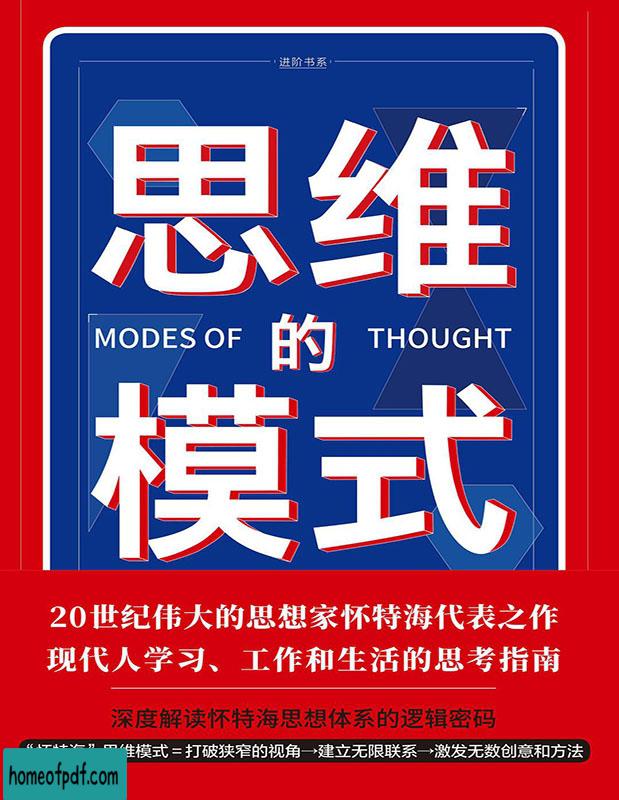 进阶书系
思维
MODES OF 的 THOUGHT
模式
20世纪伟大的思想家怀特海代表之作
现代人学习、工作和生活的思考指南
深度解读怀特海思想体系的逻辑密码
“怀特海”思维模式=打破狭窄的视角→建立无限联系→激发无数创意和方法
homeofpdf.com